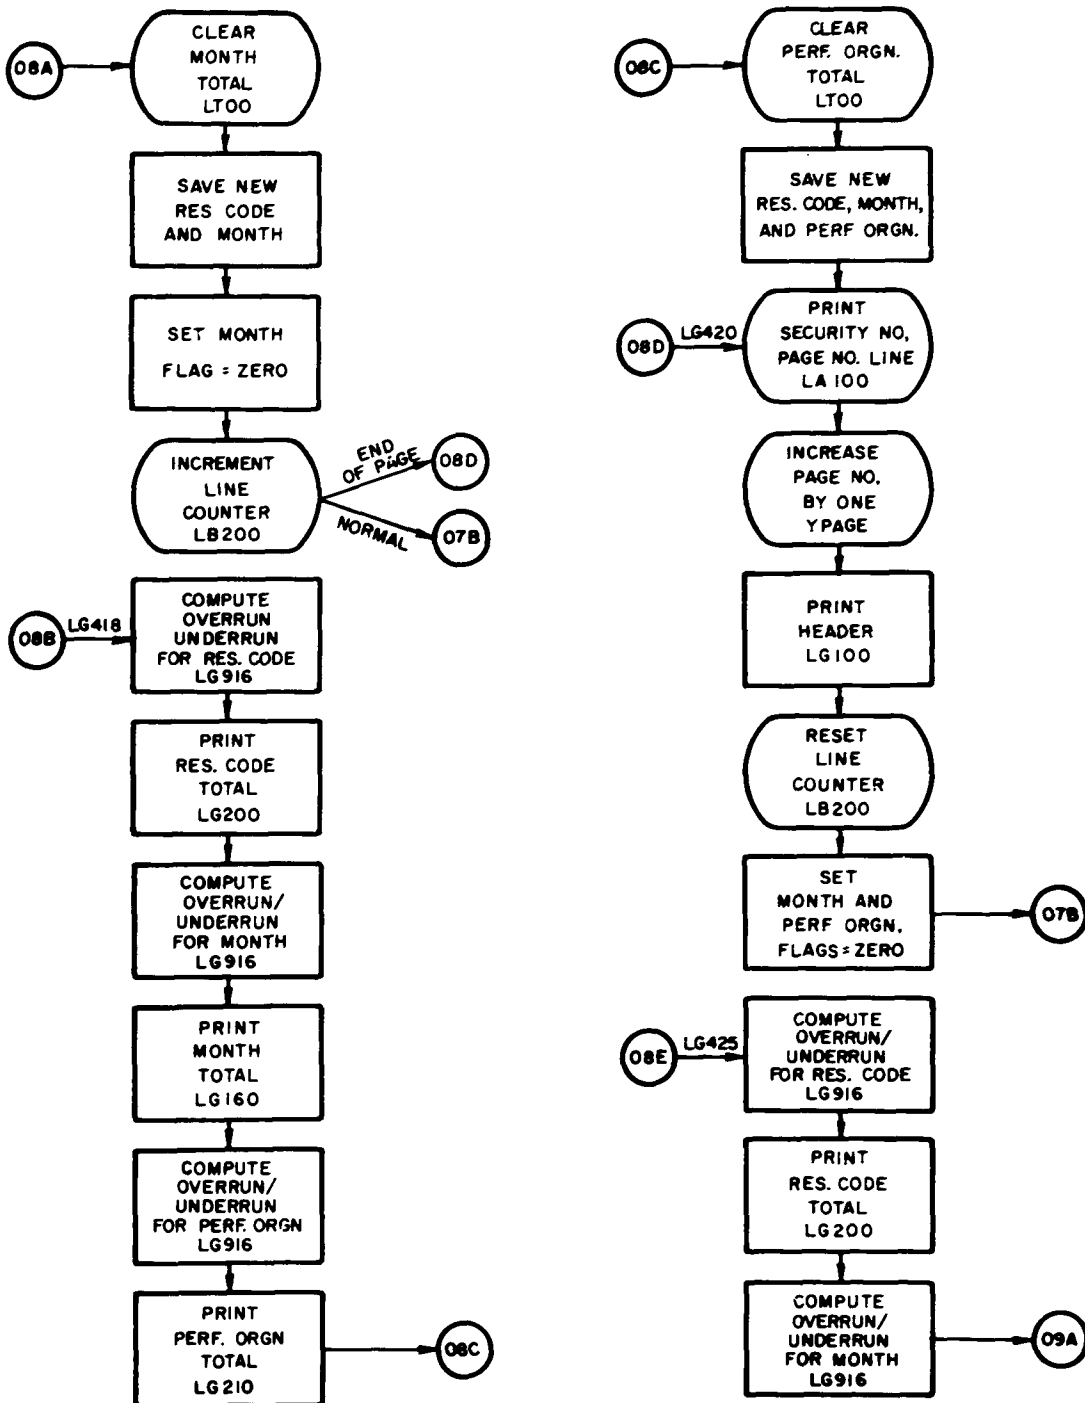 08A
CLEAR
MONTH
TOTAL
LT00
SAVE NEW
RES CODE
AND MONTH
SET MONTH
FLAG = ZERO
INCREMENT
LINE
COUNTER
LB200
END
OF PAGE
08D
NORMAL
07B
08B
LG418
COMPUTE
OVERRUN
UNDERRUN
FOR RES. CODE
LG916
PRINT
RES. CODE
TOTAL
LG200
COMPUTE
OVERRUN/
UNDERRUN
FOR MONTH
LG916
PRINT
MONTH
TOTAL
LG160
COMPUTE
OVERRUN/
UNDERRUN
FOR PERF. ORGN
LG916
PRINT
PERF. ORGN
TOTAL
LG210
08C
08C
CLEAR
PERF. ORGN.
TOTAL
LT00
SAVE NEW
RES. CODE, MONTH,
AND PERF ORGN.
08D
LG420
PRINT
SECURITY NO,
PAGE NO. LINE
LA100
INCREASE
PAGE NO.
BY ONE
YPAGE
PRINT
HEADER
LG100
RESET
LINE
COUNTER
LB200
SET
MONTH AND
PERF ORGN.
FLAGS=ZERO
07B
08E
LG425
COMPUTE
OVERRUN/
UNDERRUN
FOR RES. CODE
LG916
PRINT
RES. CODE
TOTAL
LG200
COMPUTE
OVERRUN/
UNDERRUN
FOR MONTH
LG916
09A